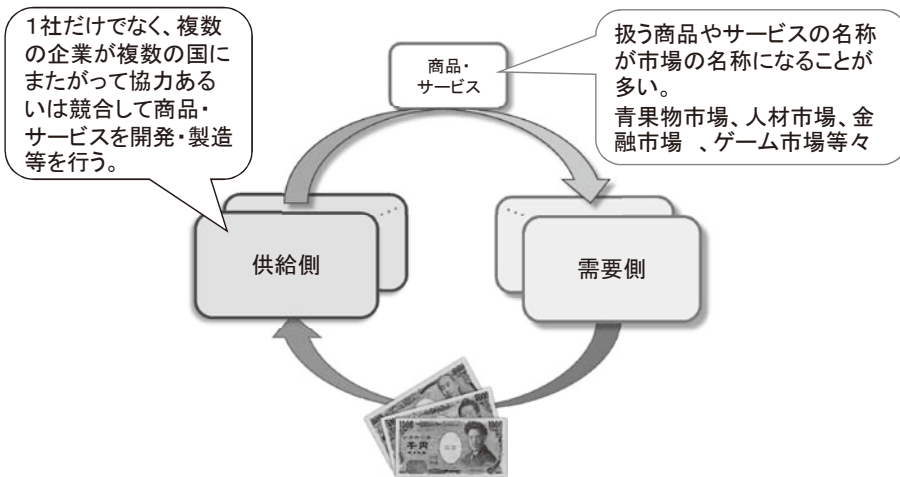 1社だけでなく、複数
の企業が複数の国に
またがって協力ある
いは競合して商品・
サービスを開発・製造
等を行う。
商品・
サービス
扱う商品やサービスの名称
が市場の名称になることが
多い。
青果物市場、人材市場、金
融市場 、ゲーム市場等々
供給側
需要側
1000
千円